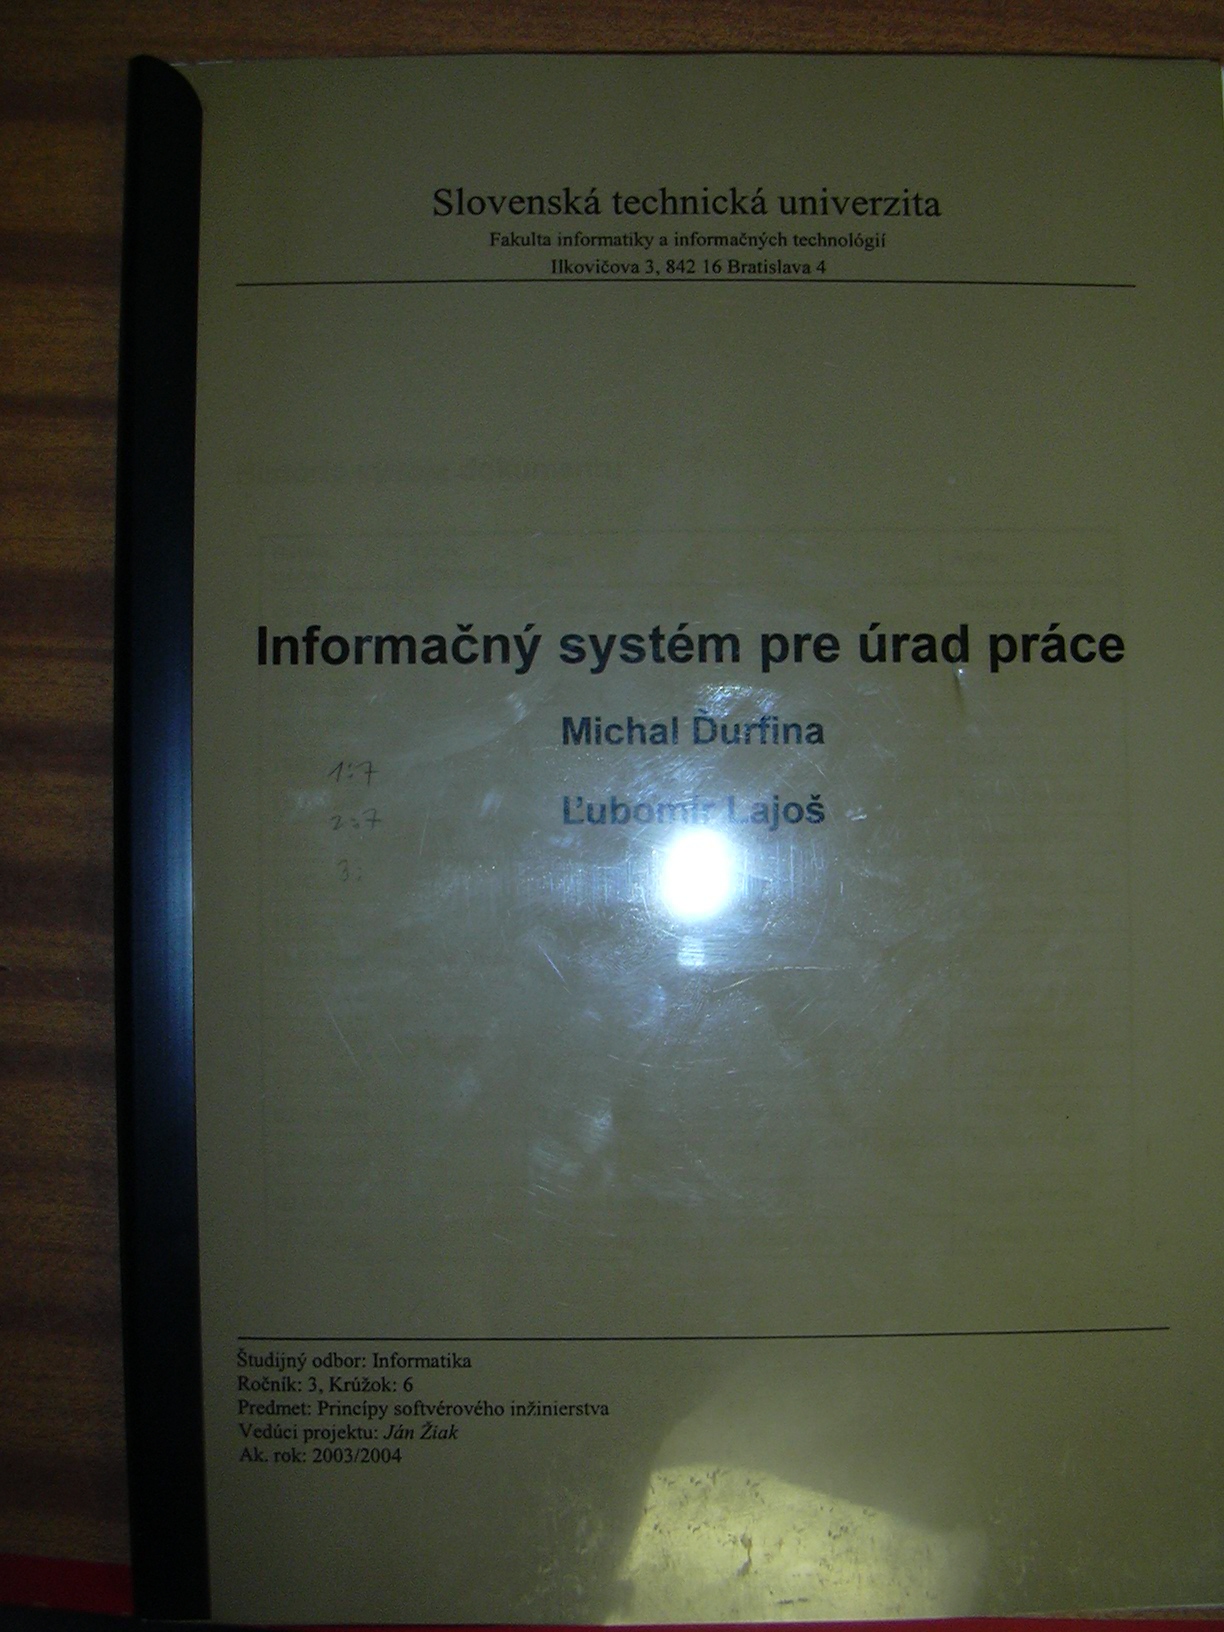 Slovenská technická univerzita
Fakulta informatiky a informačných technológií
Ilkovičova 3, 842 16 Bratislava 4
Informačný systém pre úrad práce
Michal Ďurfina
Ľubomír Lajoš
1:7
2:7
3:
Študijný odbor: Informatika
Ročník: 3, Krúžok: 6
Predmet: Princípy softvérového inžinierstva
Vedúci projektu: Ján Žiak
Ak. rok: 2003/2004